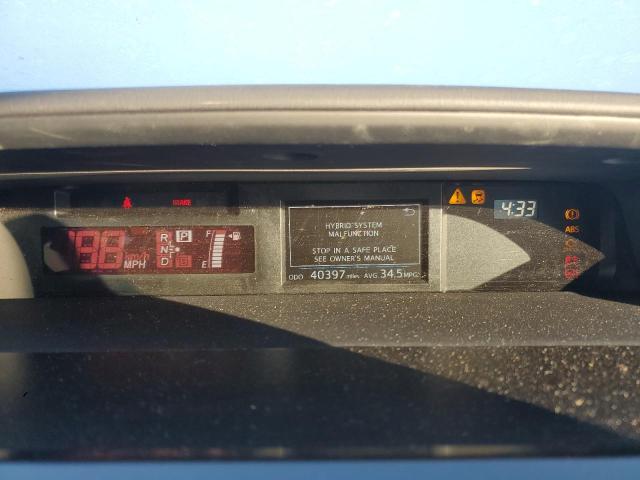 BRAKE
4:33
ABS
188 MPH
km/h
R
N
D
P
F
E
HYBRID SYSTEM
MALFUNCTION
STOP IN A SAFE PLACE
SEE OWNER'S MANUAL
ODO 40397 miles AVG 34.5 MPG